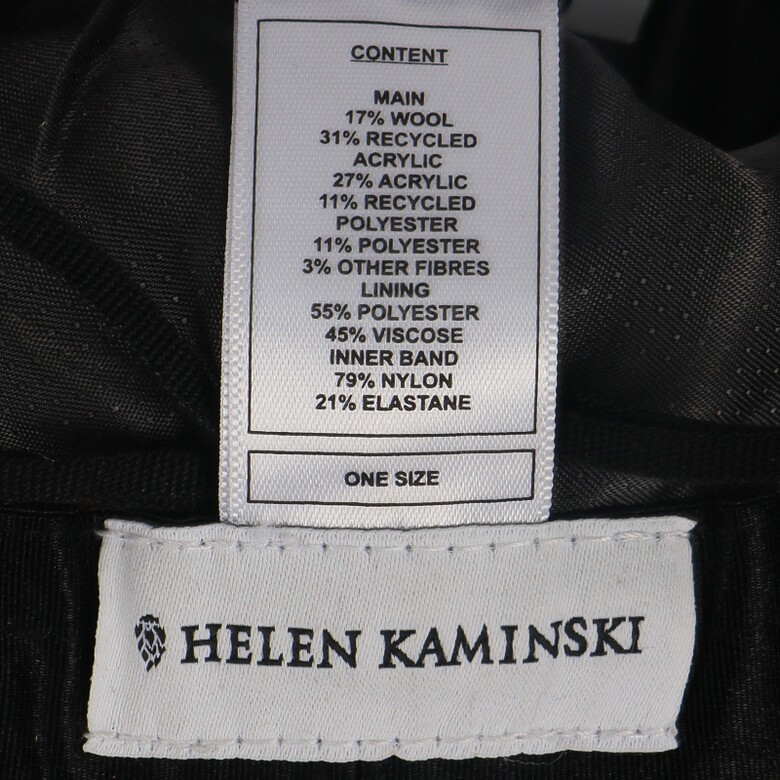 CONTENT
MAIN
17% WOOL
31% RECYCLED
ACRYLIC
27% ACRYLIC
11% RECYCLED
POLYESTER
11% POLYESTER
3% OTHER FIBRES
LINING
55% POLYESTER
45% VISCOSE
INNER BAND
79% NYLON
21% ELASTANE
ONE SIZE
HELEN KAMINSKI